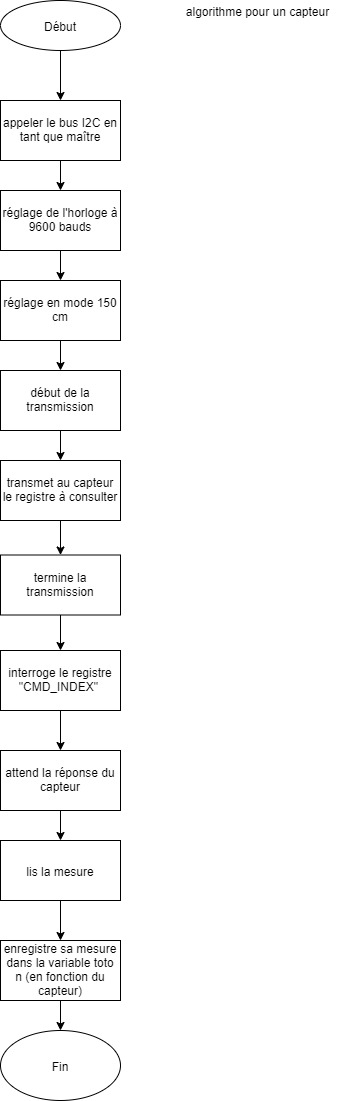 algorithme pour un capteur
Début
appeler le bus I2C en
tant que maître
réglage de l'horloge à
9600 bauds
réglage en mode 150
cm
début de la
transmission
transmet au capteur
le registre à consulter
termine la
transmission
interroge le registre
"CMD_INDEX"
attend la réponse du
capteur
lis la mesure
enregistre sa mesure
dans la variable toto
n (en fonction du
capteur)
Fin